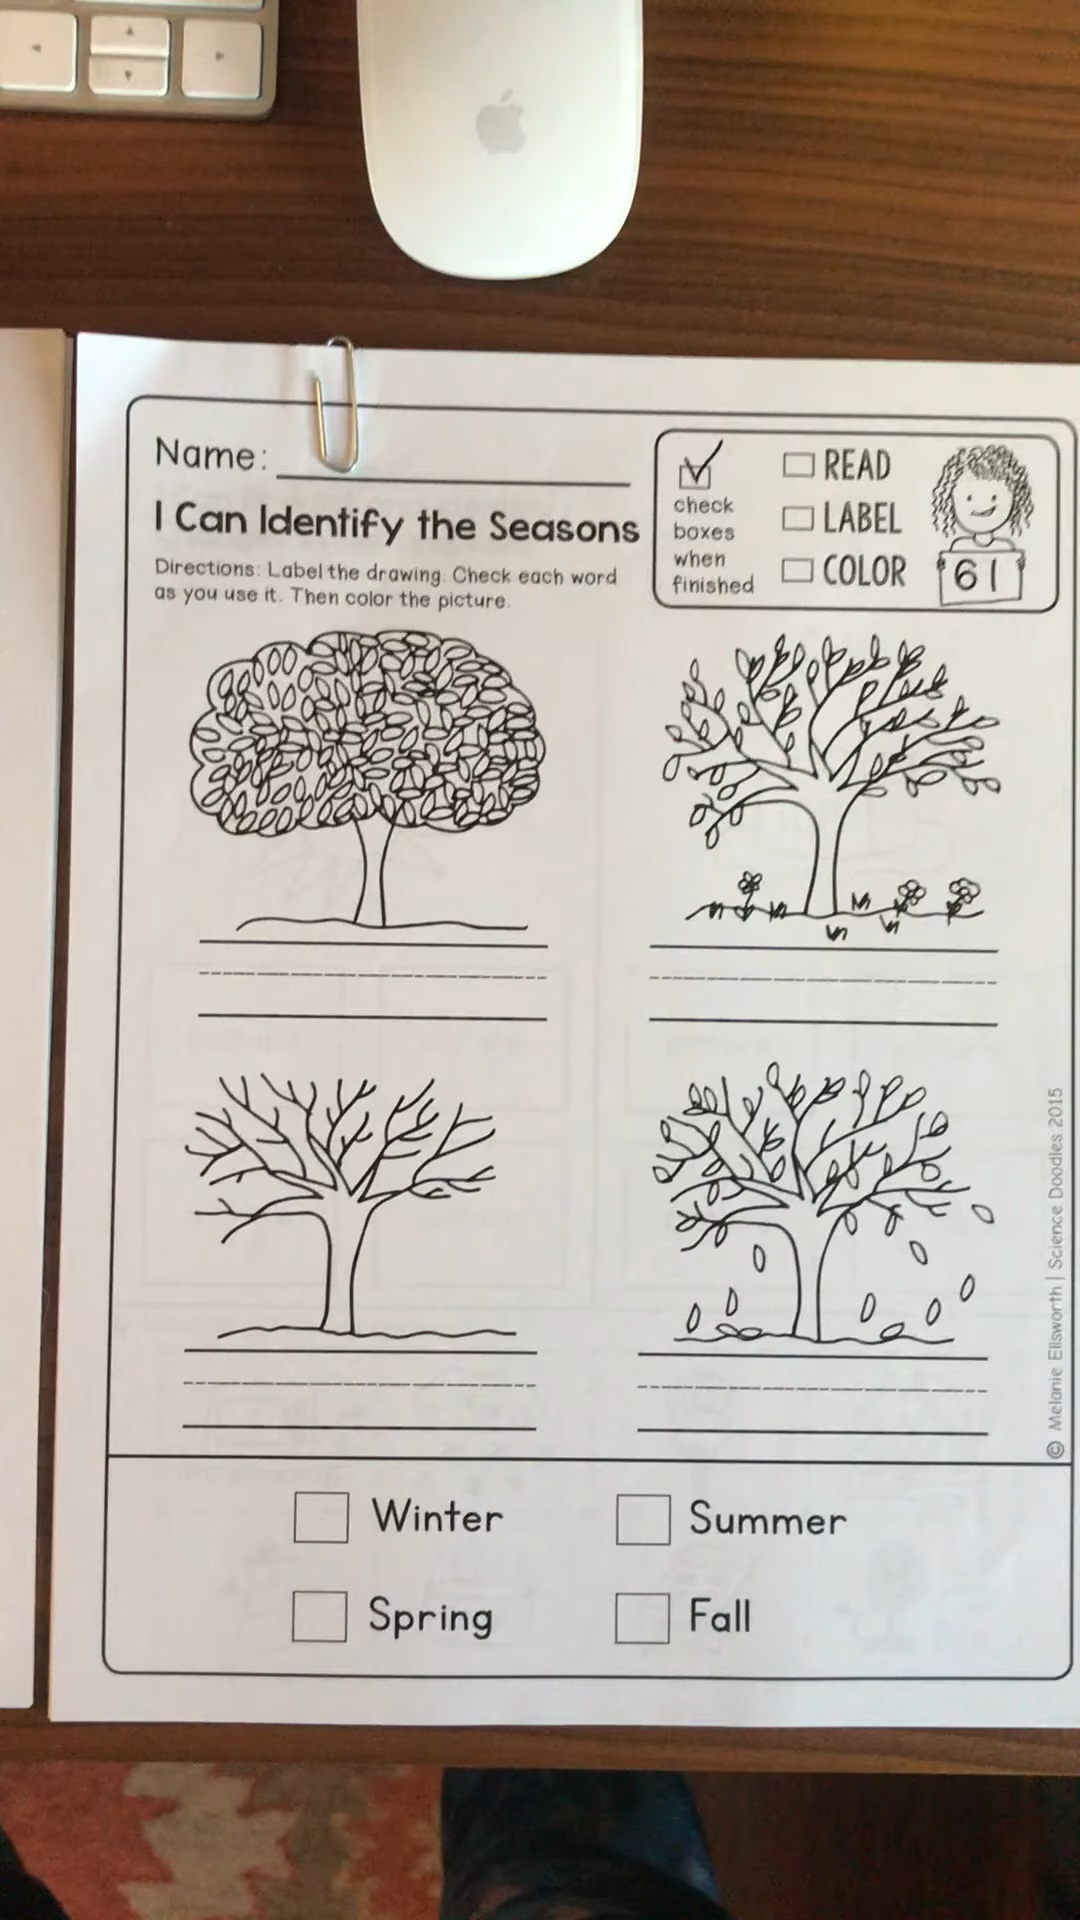 Name:
I Can Identify the Seasons
Directions: Label the drawing. Check each word
as you use it. Then color the picture.
check
boxes
when
finished
READ
LABEL
COLOR
61
© Melanie Ellsworth | Science Doodles 2015
Winter
Summer
Spring
Fall